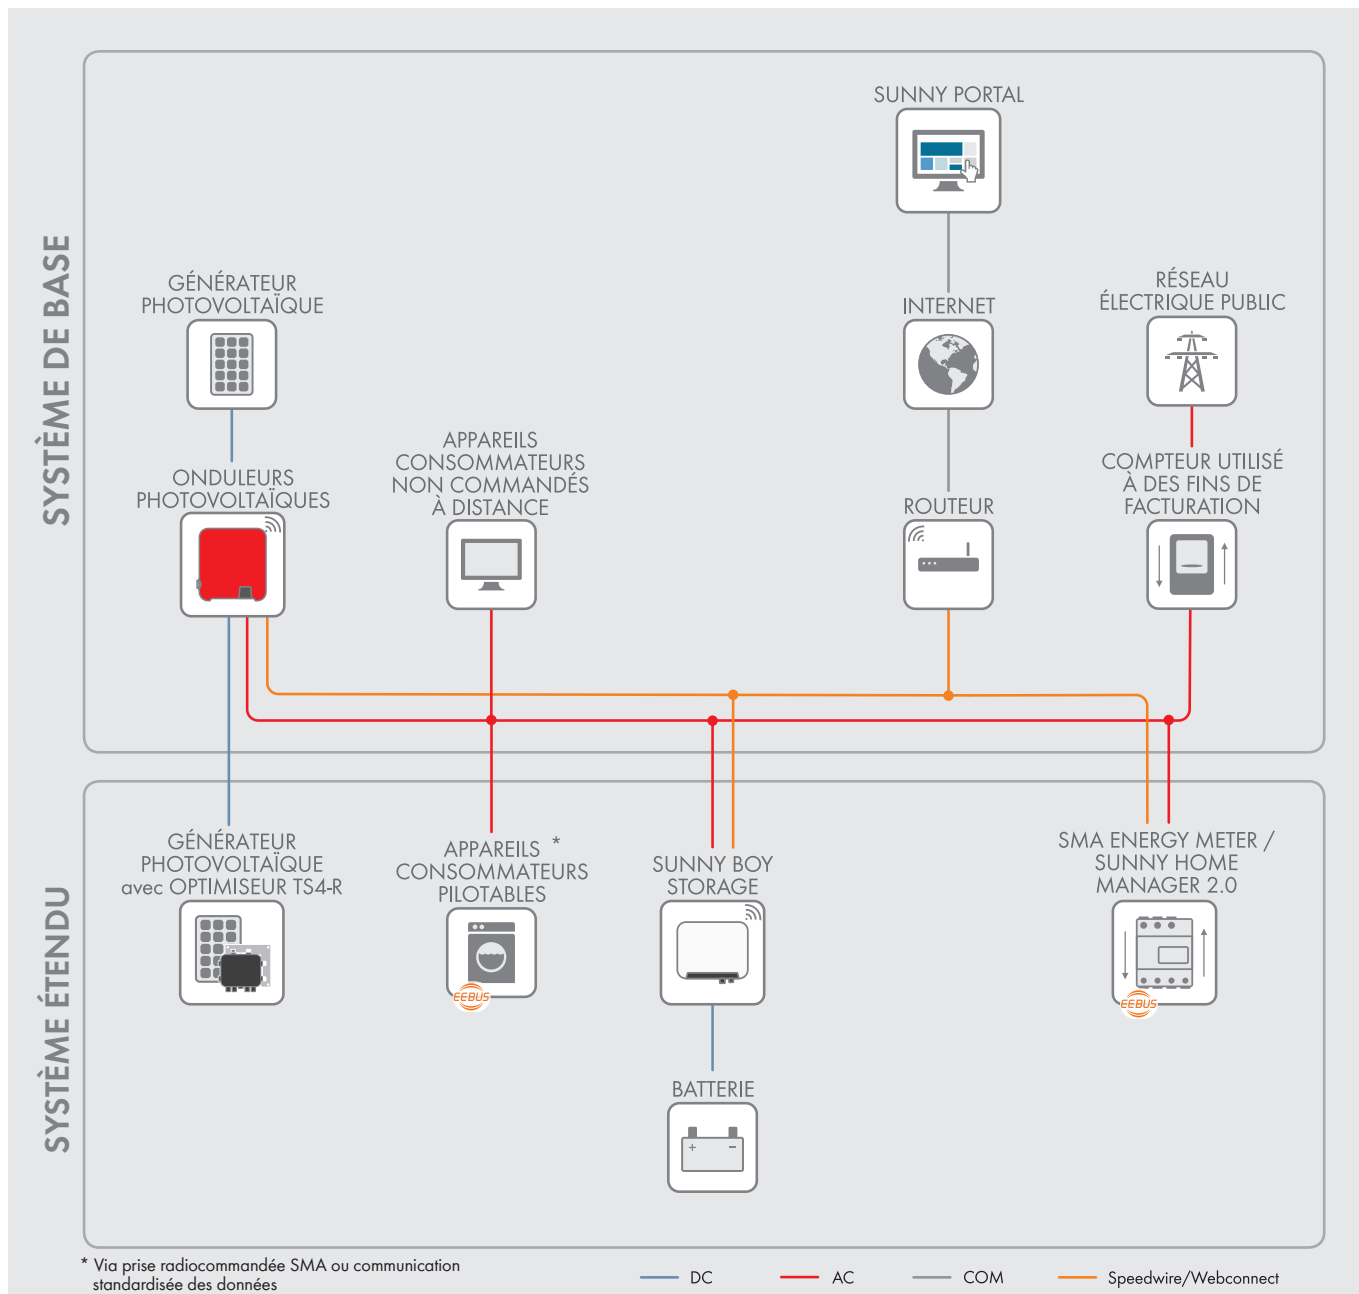 SYSTÈME DE BASE
SUNNY PORTAL
GÉNÉRATEUR
PHOTOVOLTAÏQUE
INTERNET
RÉSEAU
ÉLECTRIQUE PUBLIC
ONDULEURS
PHOTOVOLTAÏQUES
APPAREILS
CONSOMMATEURS
NON COMMANDÉS
À DISTANCE
ROUTEUR
COMPTEUR UTILISÉ
À DES FINS DE
FACTURATION
SYSTÈME ÉTENDU
GÉNÉRATEUR
PHOTOVOLTAÏQUE
avec OPTIMISEUR TS4-R
APPAREILS *
CONSOMMATEURS
PILOTABLES
EEBUS
SUNNY BOY
STORAGE
SMA ENERGY METER /
SUNNY HOME
MANAGER 2.0
EEBUS
BATTERIE
+ −
* Via prise radiocommandée SMA ou communication
standardisée des données
DC
AC
COM
Speedwire/Webconnect